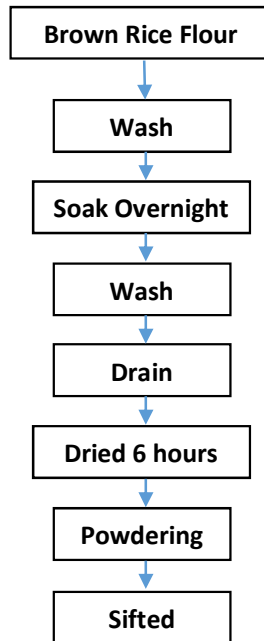 Brown Rice Flour
Wash
Soak Overnight
Wash
Drain
Dried 6 hours
Powdering
Sifted